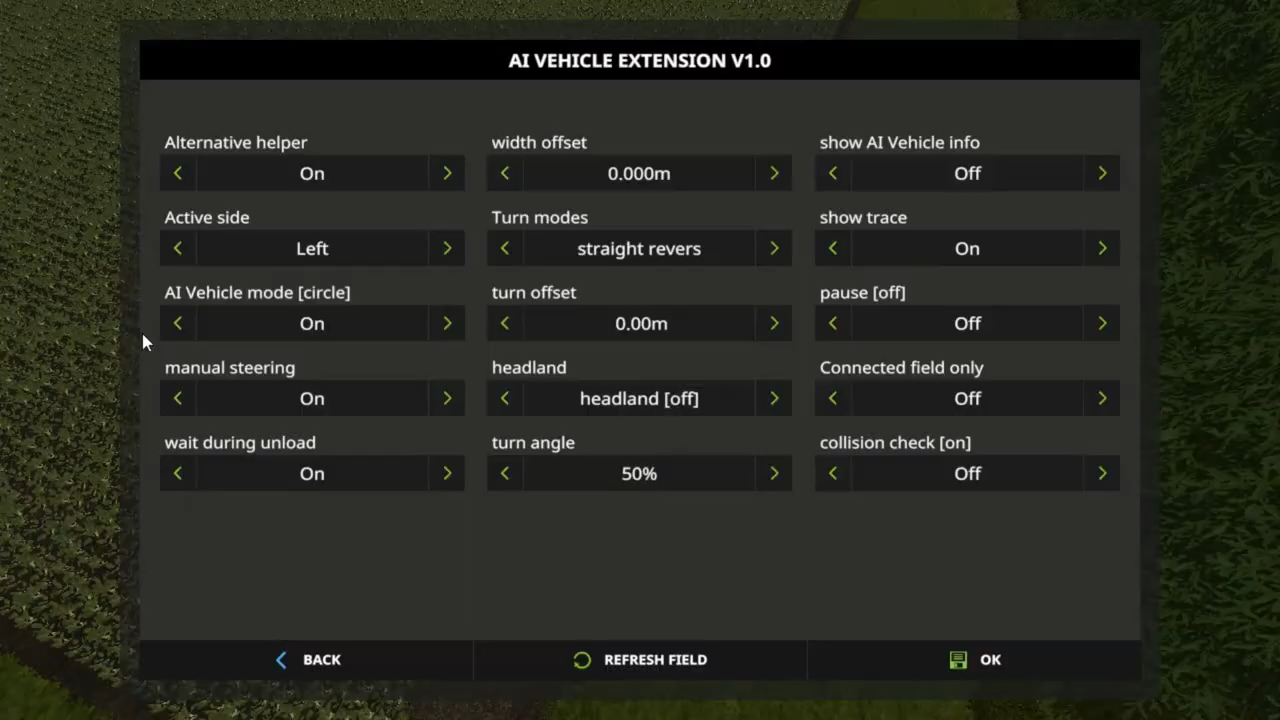 AI VEHICLE EXTENSION V1.0
Alternative helper
On
Active side
Left
AI Vehicle mode [circle]
On
manual steering
On
wait during unload
On
width offset
0.000m
Turn modes
straight revers
turn offset
0.00m
headland
headland [off]
turn angle
50%
show AI Vehicle info
Off
show trace
On
pause [off]
Off
Connected field only
Off
collision check [on]
Off
BACK
REFRESH FIELD
OK